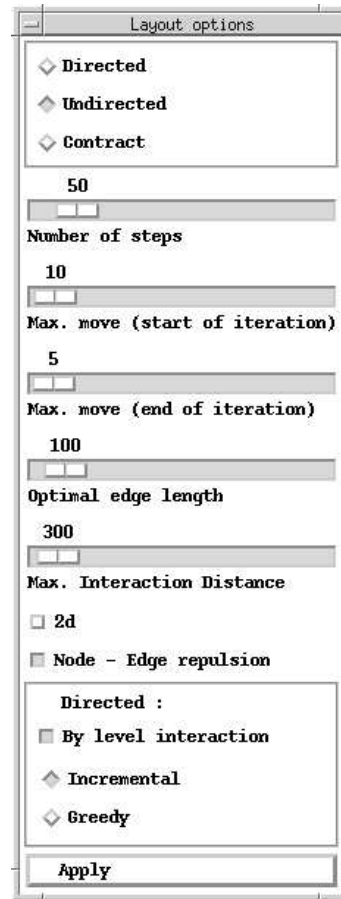 Layout options
Directed
Undirected
Contract
50
Number of steps
10
Max. move (start of iteration)
5
Max. move (end of iteration)
100
Optimal edge length
300
Max. Interaction Distance
2d
Node - Edge repulsion
Directed :
By level interaction
Incremental
Greedy
Apply